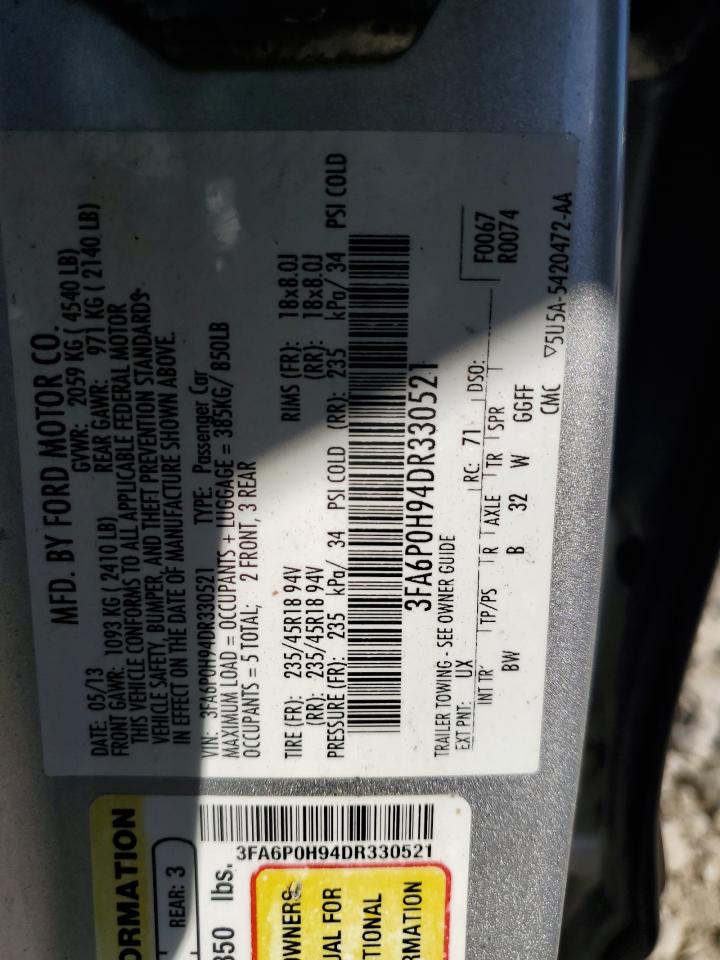 MFD. BY FORD MOTOR CO.
DATE: 05/13 GVWR: 2059 KG ( 4540 LB)
FRONT GAWR: 1093 KG ( 2410 LB) REAR GAWR: 971 KG ( 2140 LB)
THIS VEHICLE CONFORMS TO ALL APPLICABLE FEDERAL MOTOR
VEHICLE SAFETY, BUMPER, AND THEFT PREVENTION STANDARDS
IN EFFECT ON THE DATE OF MANUFACTURE SHOWN ABOVE.
VIN: 3FA6P0H94DR330521 TYPE: Passenger Car
MAXIMUM LOAD = OCCUPANTS + LUGGAGE = 385KG/ 850LB
OCCUPANTS = 5 TOTAL; 2 FRONT, 3 REAR
TIRE (FR): 235/45R18 94V RIMS (FR): 18x8.0J
(RR): 235/45R18 94V (RR): 18x8.0J
PRESSURE (FR): 235 kPa/ 34 PSI COLD (RR): 235 kPa/ 34 PSI COLD
3FA6P0H94DR330521
TRAILER TOWING - SEE OWNER GUIDE
EXT PNT: UX RC: 71 DSO: F0067
R0074
INT TR TP/PS R AXLE TR SPR
BW B 32 W GGFF
CMC ▽5U5A-5420472-AA
3FA6P0H94DR330521
ORMATION
REAR: 3
850 lbs.
OWNERS
UAL FOR
TIONAL
RMATION